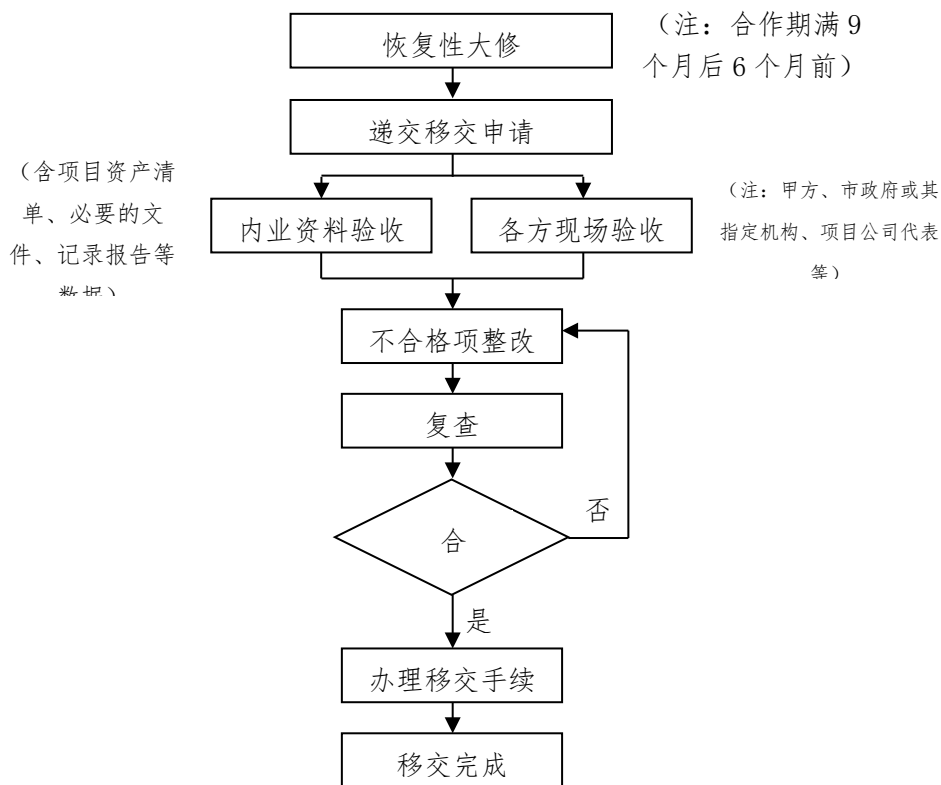 恢复性大修
（注：合作期满 9
个月后 6 个月前）
递交移交申请
（含项目资产清
单、必要的文
件、记录报告等
数据）
内业资料验收
各方现场验收
（注：甲方、市政府或其
指定机构、项目公司代表
等）
不合格项整改
复查
合
否
是
办理移交手续
移交完成